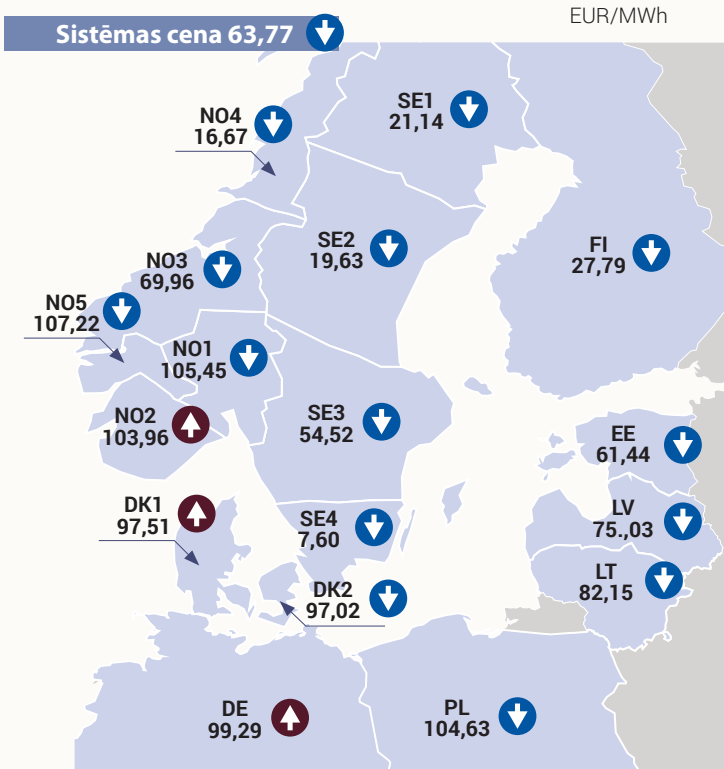 EUR/MWh
Sistēmas cena 63,77
SE1
21,14
NO4
16,67
SE2
19,63
FI
27,79
NO3
69,96
NO5
107,22
NO1
105,45
NO2
103,96
SE3
54,52
EE
61,44
DK1
97,51
SE4
7,60
LV
75.,03
LT
82,15
DK2
97,02
DE
99,29
PL
104,63